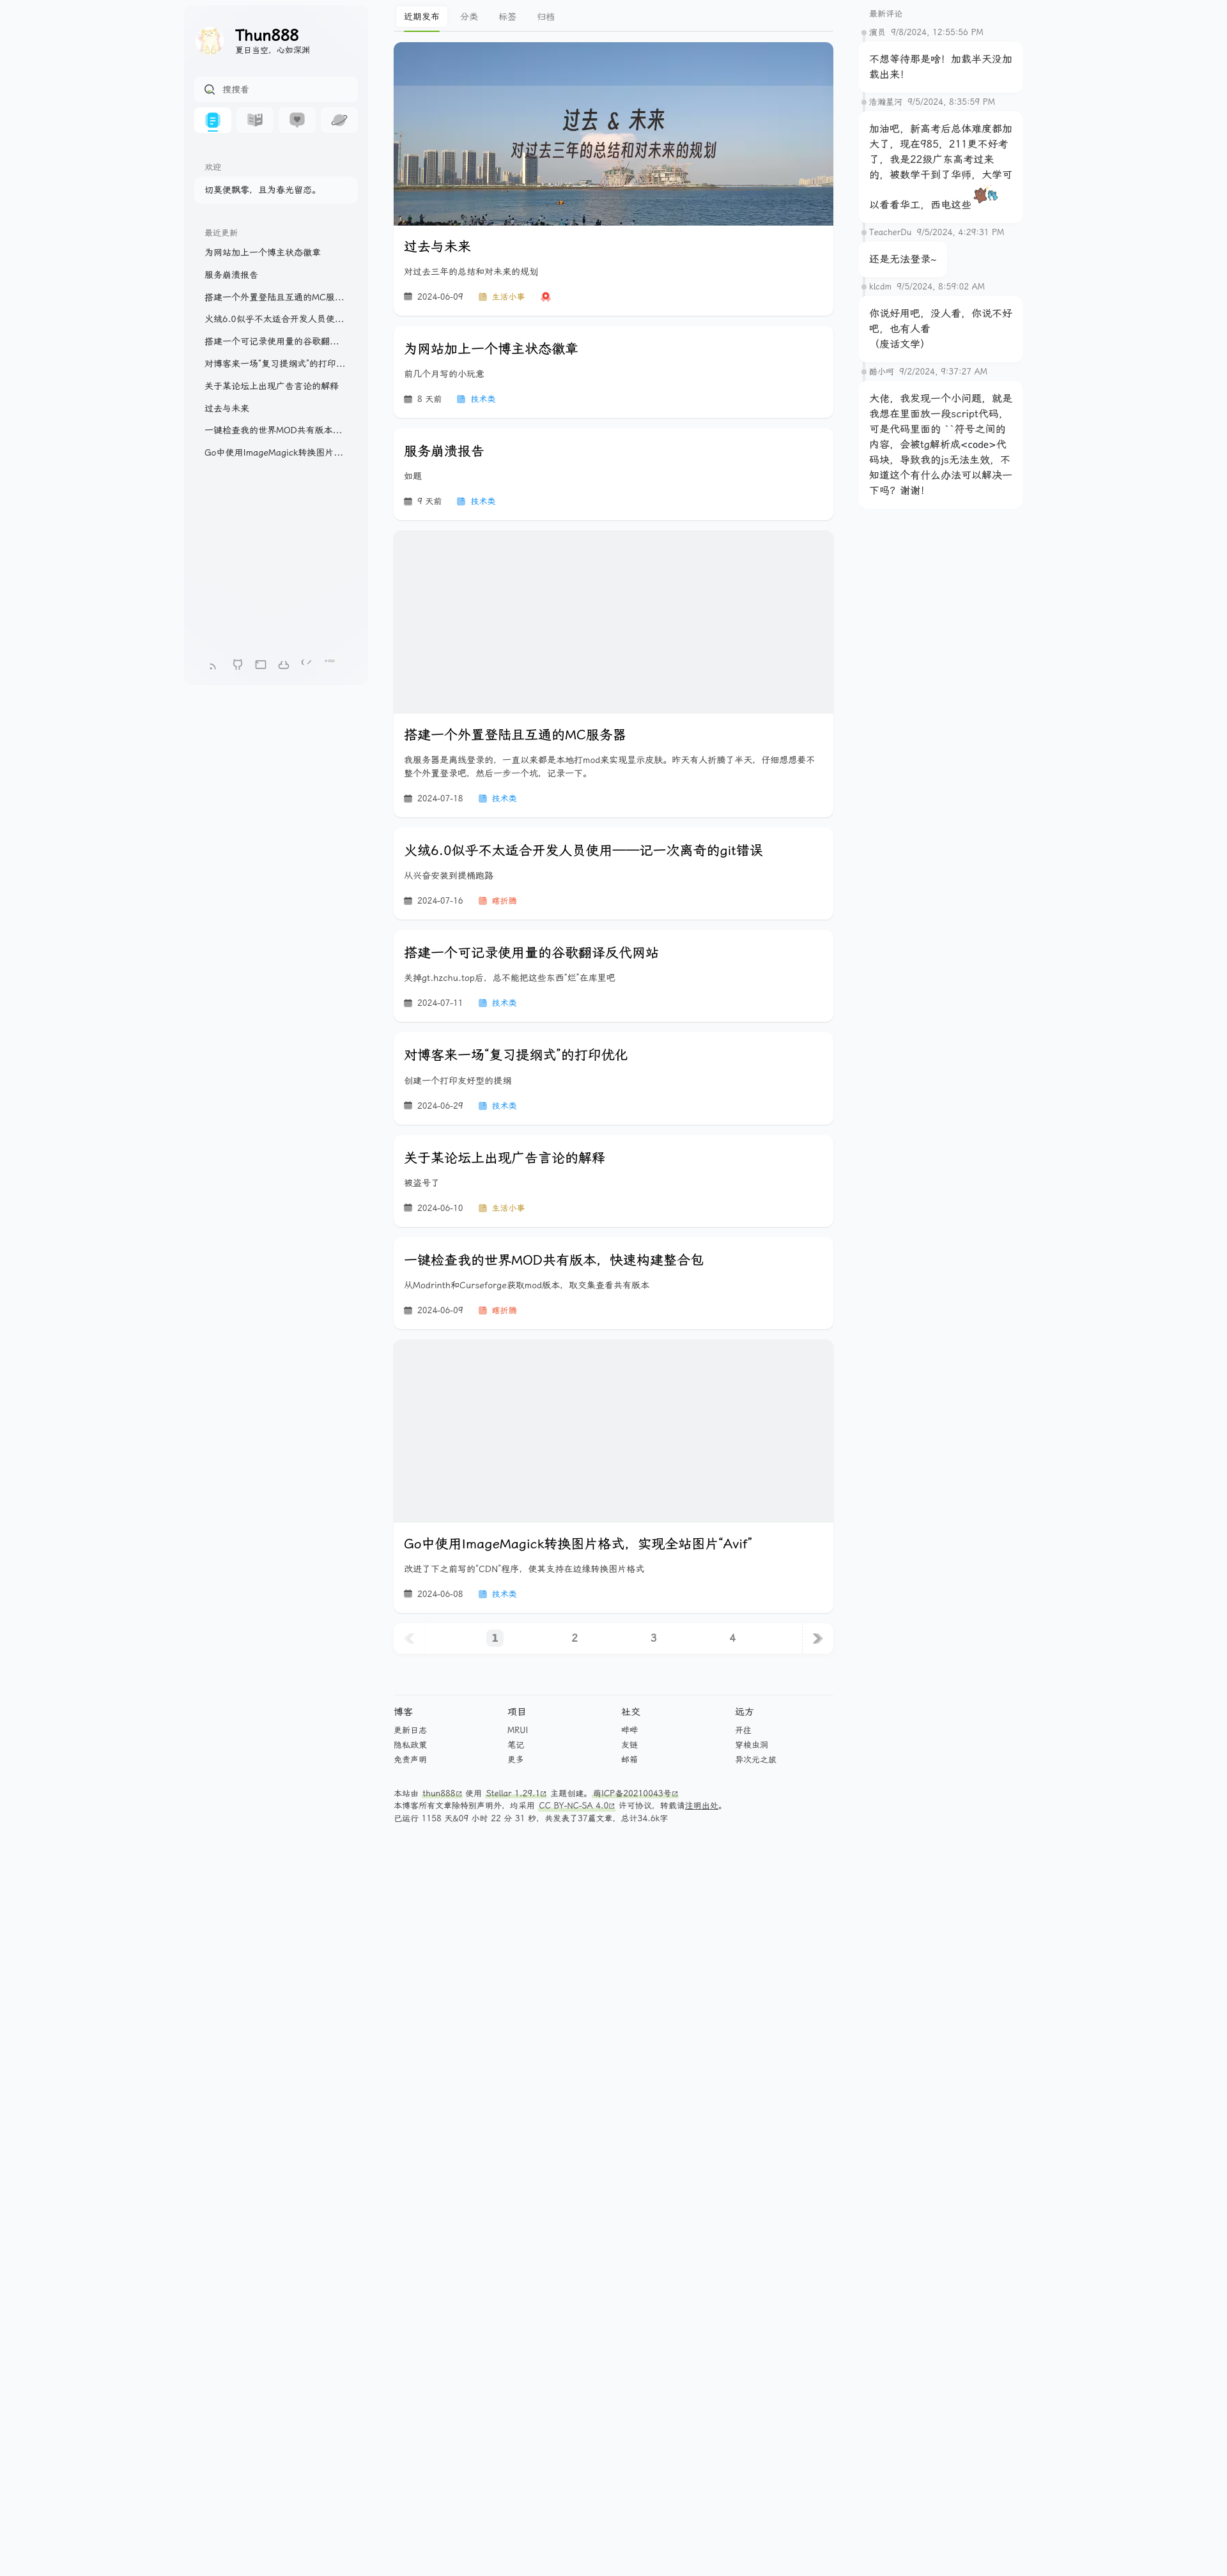 Thun888
夏日当空，心如深渊
搜搜看
欢迎
切莫便飘零，且为春光留恋。
最近更新
为网站加上一个博主状态徽章
服务崩溃报告
搭建一个外置登陆且互通的MC服...
火绒6.0似乎不太适合开发人员使...
搭建一个可记录使用量的谷歌翻...
对博客来一场“复习提纲式”的打印...
关于某论坛上出现广告言论的解释
过去与未来
一键检查我的世界MOD共有版本...
Go中使用ImageMagick转换图片...
近期发布 分类 标签 归档
过去 & 未来
对过去三年的总结和对未来的规划
过去与未来
对过去三年的总结和对未来的规划
2024-06-09 生活小事
为网站加上一个博主状态徽章
前几个月写的小玩意
8 天前 技术类
服务崩溃报告
如题
9 天前 技术类
搭建一个外置登陆且互通的MC服务器
我服务器是离线登录的，一直以来都是本地打mod来实现显示皮肤。昨天有人折腾了半天，仔细想想要不
整个外置登录吧，然后一步一个坑，记录一下。
2024-07-18 技术类
火绒6.0似乎不太适合开发人员使用——记一次离奇的git错误
从兴奋安装到提桶跑路
2024-07-16 瞎折腾
搭建一个可记录使用量的谷歌翻译反代网站
关掉gt.hzchu.top后，总不能把这些东西“烂”在库里吧
2024-07-11 技术类
对博客来一场“复习提纲式”的打印优化
创建一个打印友好型的提纲
2024-06-29 技术类
关于某论坛上出现广告言论的解释
被盗号了
2024-06-10 生活小事
一键检查我的世界MOD共有版本，快速构建整合包
从Modrinth和Curseforge获取mod版本，取交集查看共有版本
2024-06-09 瞎折腾
Go中使用ImageMagick转换图片格式，实现全站图片“Avif”
改进了下之前写的“CDN”程序，使其支持在边缘转换图片格式
2024-06-08 技术类
1 2 3 4
博客 项目 社交 远方
更新日志 MRUI 哔哔 开往
隐私政策 笔记 友链 穿梭虫洞
免责声明 更多 邮箱 异次元之旅
本站由 thun888 使用 Stellar 1.29.1 主题创建。萌ICP备20210043号
本博客所有文章除特别声明外，均采用 CC BY-NC-SA 4.0 许可协议，转载请注明出处。
已运行 1158 天&09 小时 22 分 31 秒，共发表了37篇文章，总计34.6k字
最新评论
演员 9/8/2024, 12:55:56 PM
不想等待那是啥！加载半天没加
载出来！
浩瀚星河 9/5/2024, 8:35:59 PM
加油吧，新高考后总体难度都加
大了，现在985，211更不好考
了，我是22级广东高考过来
的，被数学干到了华师，大学可
以看看华工，西电这些
TeacherDu 9/5/2024, 4:29:31 PM
还是无法登录~
klcdm 9/5/2024, 8:59:02 AM
你说好用吧，没人看，你说不好
吧，也有人看
（废话文学）
酷小呵 9/2/2024, 9:37:27 AM
大佬，我发现一个小问题，就是
我想在里面放一段script代码，
可是代码里面的 ``符号之间的
内容，会被tg解析成<code>代
码块，导致我的js无法生效，不
知道这个有什么办法可以解决一
下吗？谢谢！